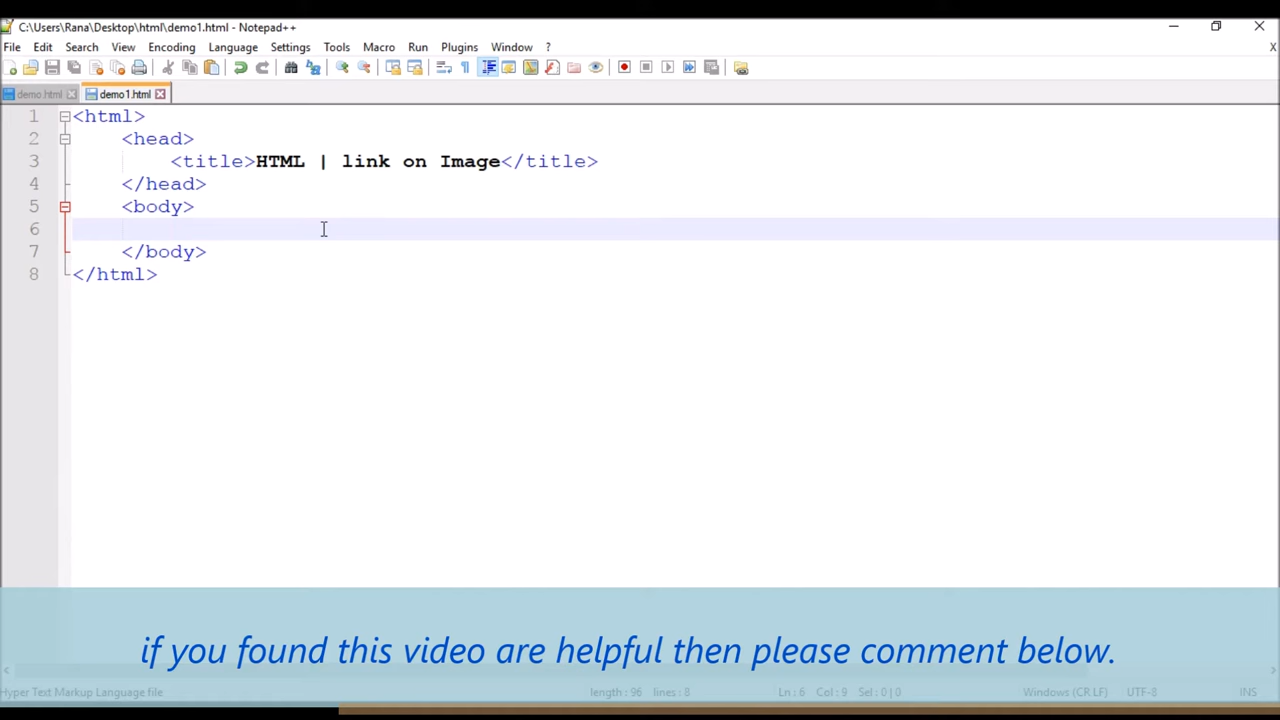 C:\Users\Rana\Desktop\html\demo1.html - Notepad++
File Edit Search View Encoding Language Settings Tools Macro Run Plugins Window ? X
demo.html demo1.html
1 <html>
2 <head>
3 <title>HTML | link on Image</title>
4 </head>
5 <body>
6
7 </body>
8 </html>
if you found this video are helpful then please comment below.
Hyper Text Markup Language file length : 96 lines : 8 Ln : 6 Col : 9 Sel : 0 | 0 Windows (CR LF) UTF-8 INS